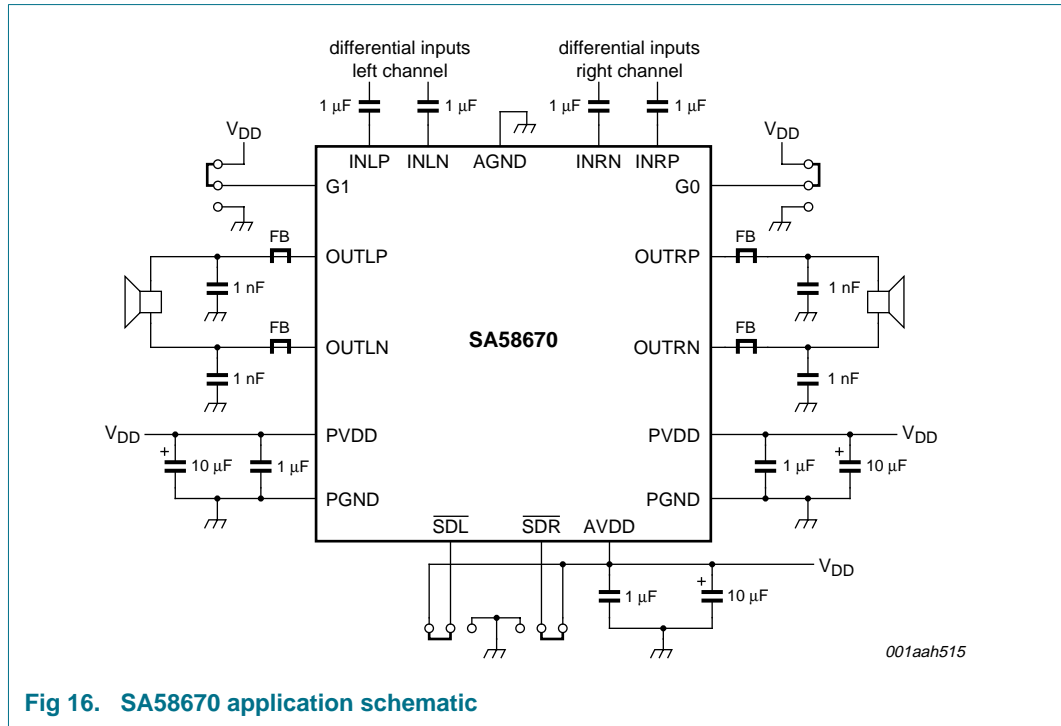 differential inputs
left channel
differential inputs
right channel
1 μF
1 μF
1 μF
1 μF
VDD
VDD
INLP
INLN
AGND
INRN
INRP
G1
G0
FB
OUTLP
OUTRP
FB
1 nF
1 nF
SA58670
FB
OUTLN
OUTRN
FB
1 nF
1 nF
VDD
PVDD
PVDD
VDD
+
10 μF
1 μF
1 μF
+
10 μF
PGND
PGND
SDL
SDR
AVDD
VDD
1 μF
+
10 μF
001aah515
Fig 16. SA58670 application schematic